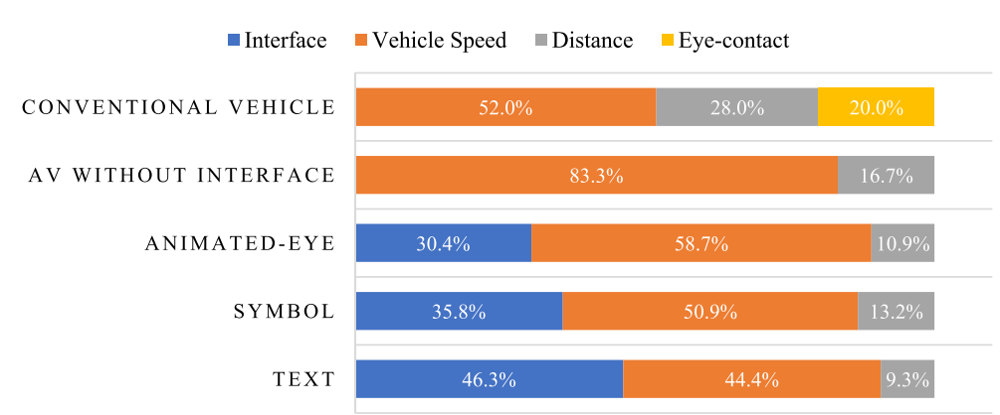 Interface Vehicle Speed Distance Eye-contact
CONVENTIONAL VEHICLE 52.0% 28.0% 20.0%
AV WITHOUT INTERFACE 83.3% 16.7%
ANIMATED-EYE 30.4% 58.7% 10.9%
SYMBOL 35.8% 50.9% 13.2%
TEXT 46.3% 44.4% 9.3%